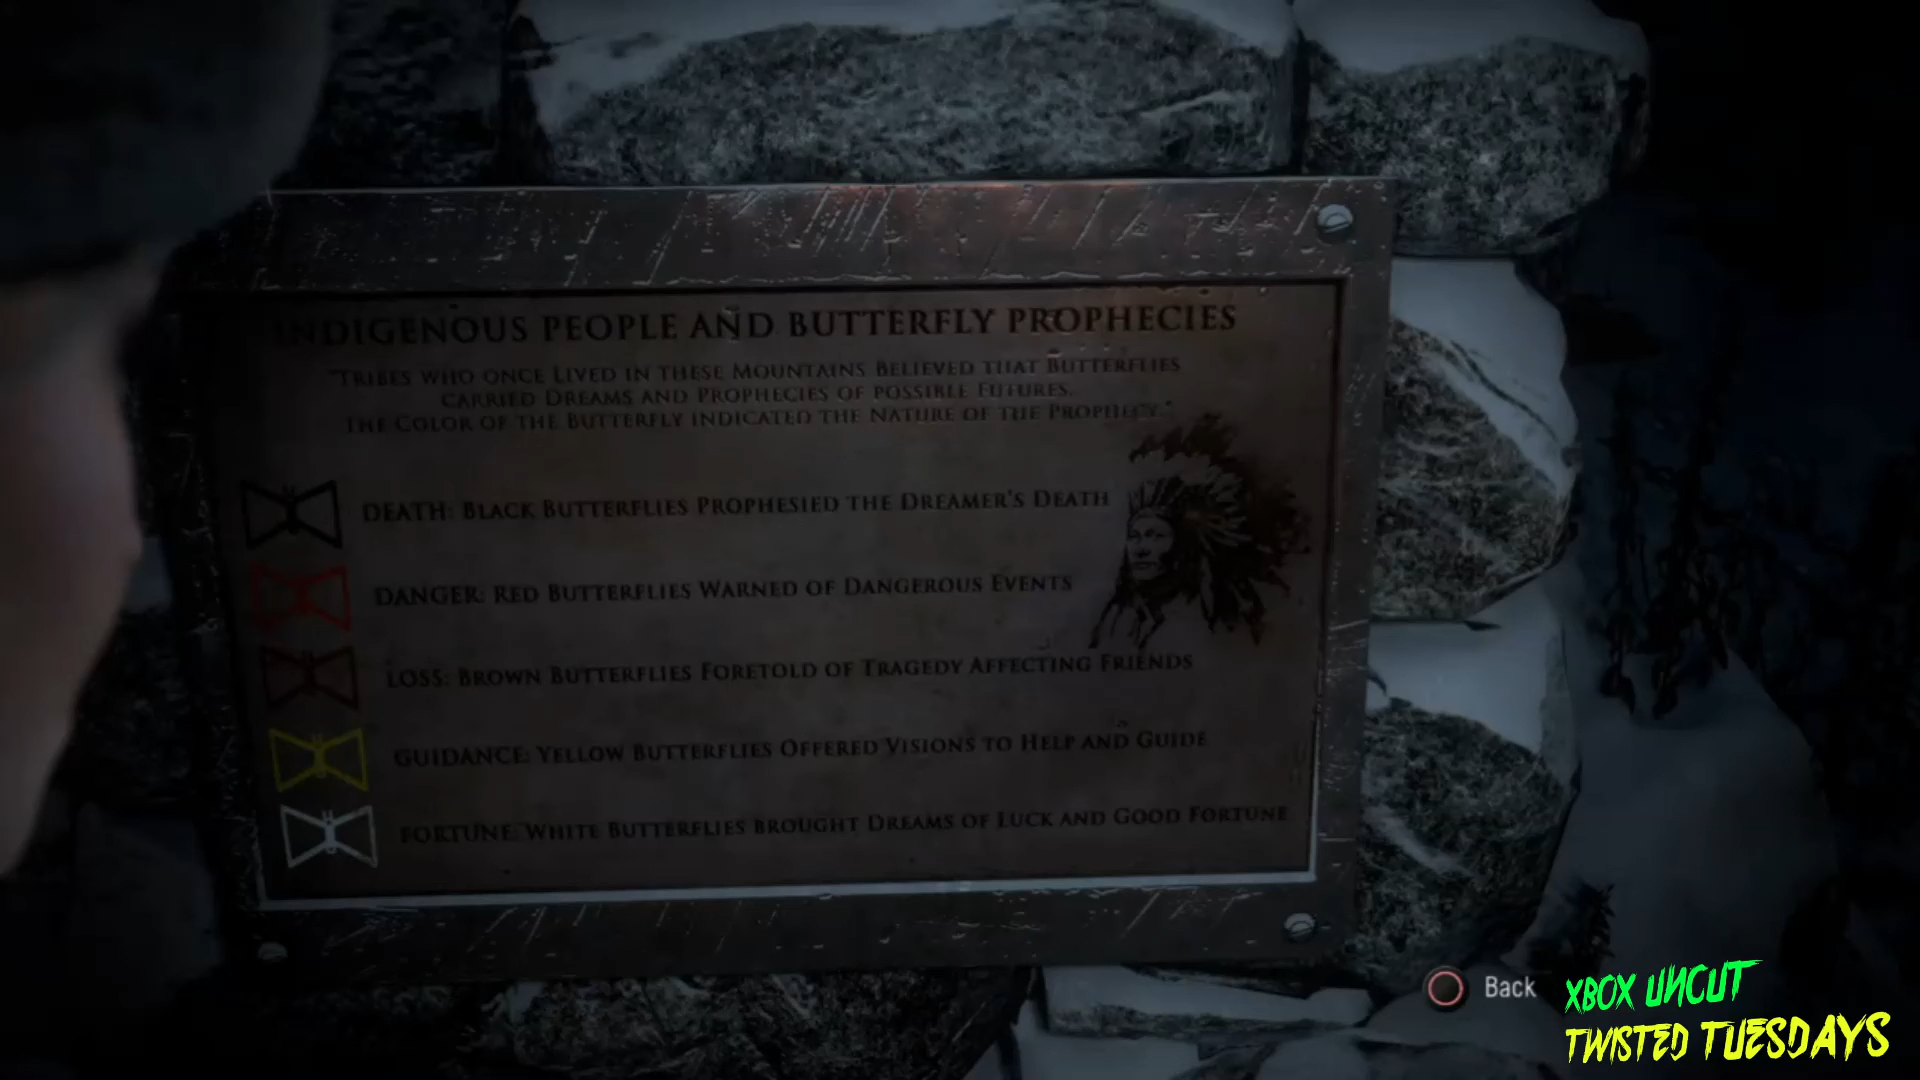 INDIGENOUS PEOPLE AND BUTTERFLY PROPHECIES
"TRIBES WHO ONCE LIVED IN THESE MOUNTAINS BELIEVED THAT BUTTERFLIES
CARRIED DREAMS AND PROPHECIES OF POSSIBLE FUTURES.
THE COLOR OF THE BUTTERFLY INDICATED THE NATURE OF THE PROPHECY."
DEATH: BLACK BUTTERFLIES PROPHESIED THE DREAMER'S DEATH
DANGER: RED BUTTERFLIES WARNED OF DANGEROUS EVENTS
LOSS: BROWN BUTTERFLIES FORETOLD OF TRAGEDY AFFECTING FRIENDS
GUIDANCE: YELLOW BUTTERFLIES OFFERED VISIONS TO HELP AND GUIDE
FORTUNE: WHITE BUTTERFLIES BROUGHT DREAMS OF LUCK AND GOOD FORTUNE
Back
XBOX UNCUT
TWISTED TUESDAYS